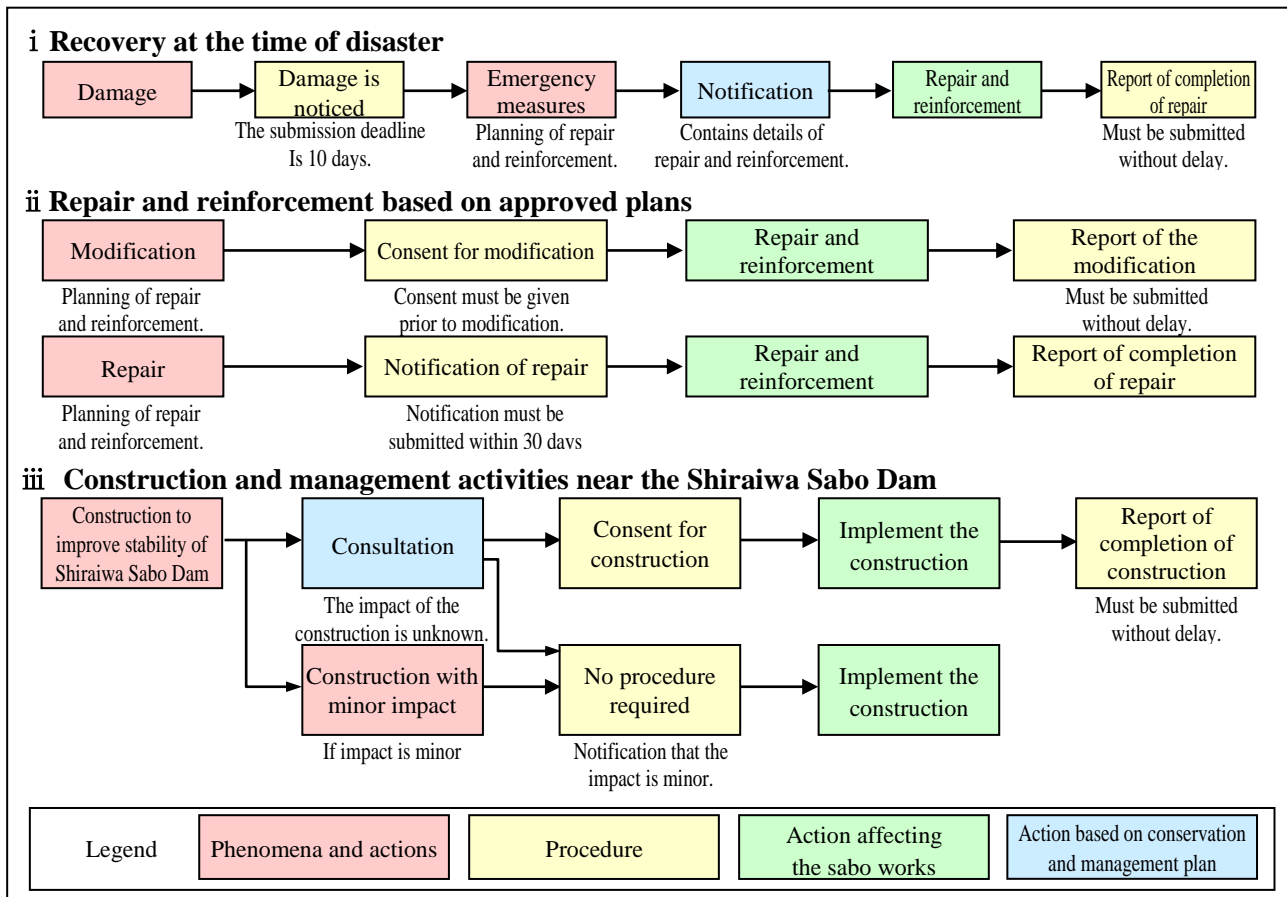 ⅰ Recovery at the time of disaster
Damage
Damage is
noticed
The submission deadline
Is 10 days.
Emergency
measures
Planning of repair
and reinforcement.
Notification
Contains details of
repair and reinforcement.
Repair and
reinforcement
Report of completion
of repair
Must be submitted
without delay.
ⅱ Repair and reinforcement based on approved plans
Modification
Planning of repair
and reinforcement.
Consent for modification
Consent must be given
prior to modification.
Repair and
reinforcement
Report of the
modification
Must be submitted
without delay.
Repair
Planning of repair
and reinforcement.
Notification of repair
Notification must be
submitted within 30 days
Repair and
reinforcement
Report of completion
of repair
ⅲ Construction and management activities near the Shiraiwa Sabo Dam
Construction to
improve stability of
Shiraiwa Sabo Dam
Consultation
The impact of the
construction is unknown.
Consent for
construction
Implement the
construction
Report of
completion of
construction
Must be submitted
without delay.
Construction with
minor impact
If impact is minor
No procedure
required
Notification that the
impact is minor.
Implement the
construction
Legend
Phenomena and actions
Procedure
Action affecting
the sabo works
Action based on conservation
and management plan